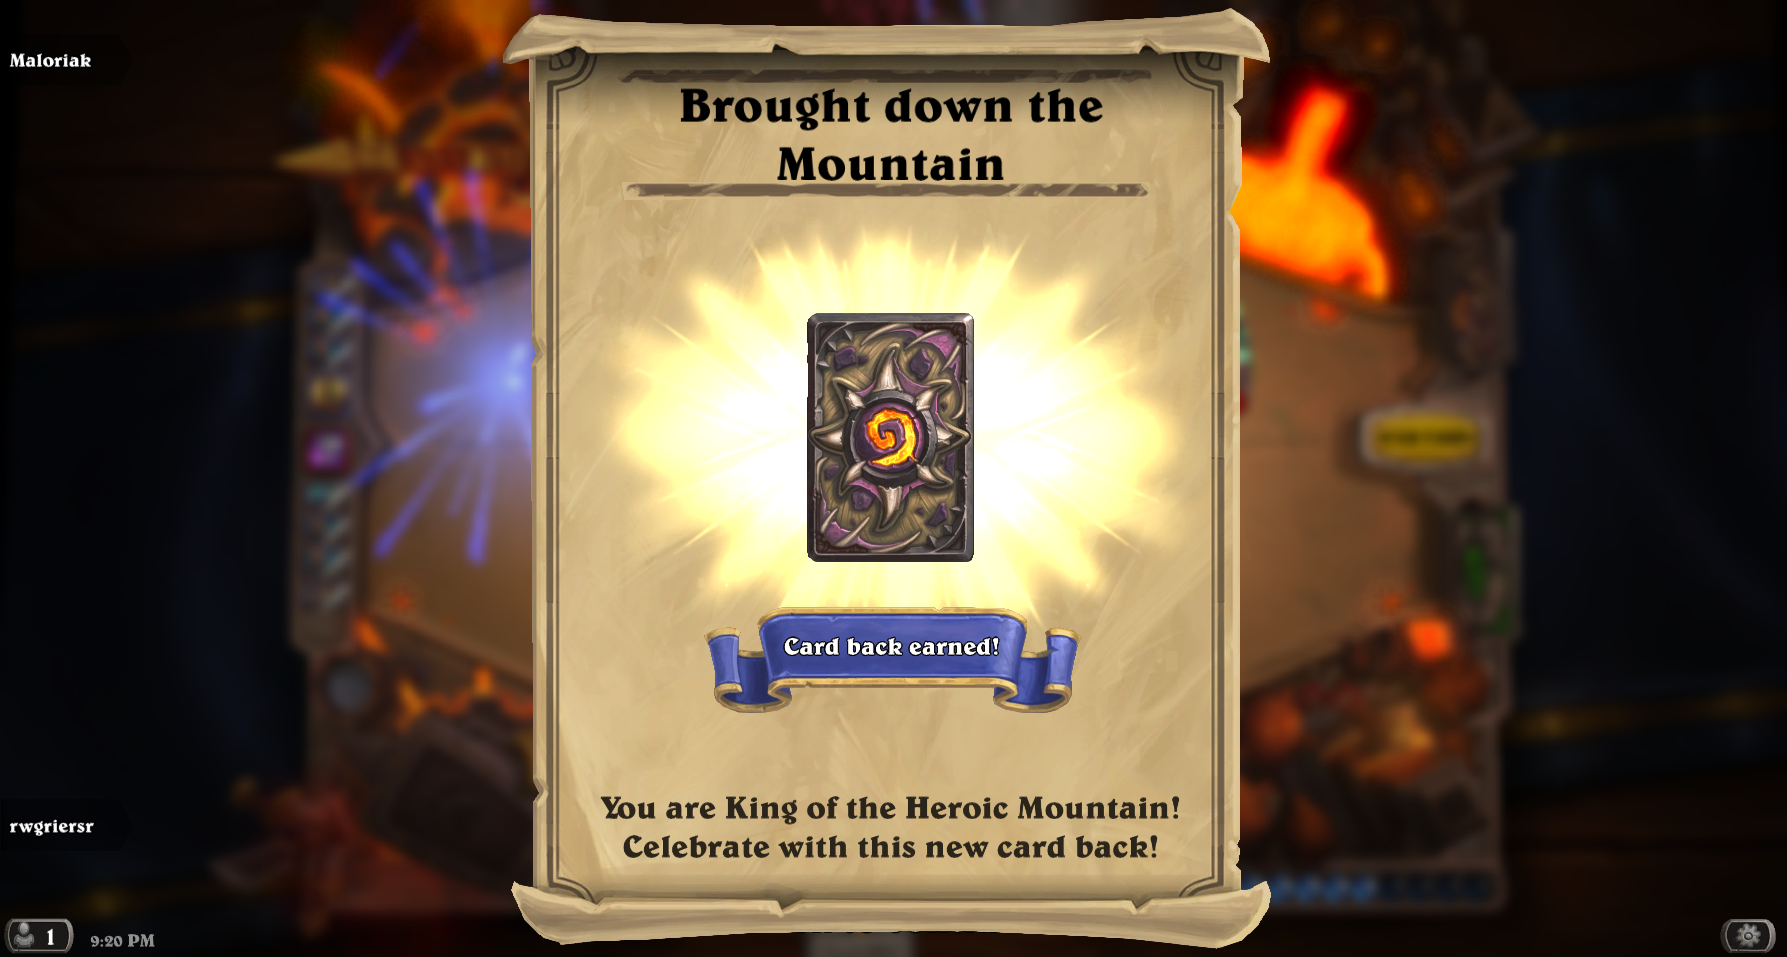 Maloriak
Brought down the
Mountain
Card back earned!
You are King of the Heroic Mountain!
Celebrate with this new card back!
rwgriersr
1
9:20 PM